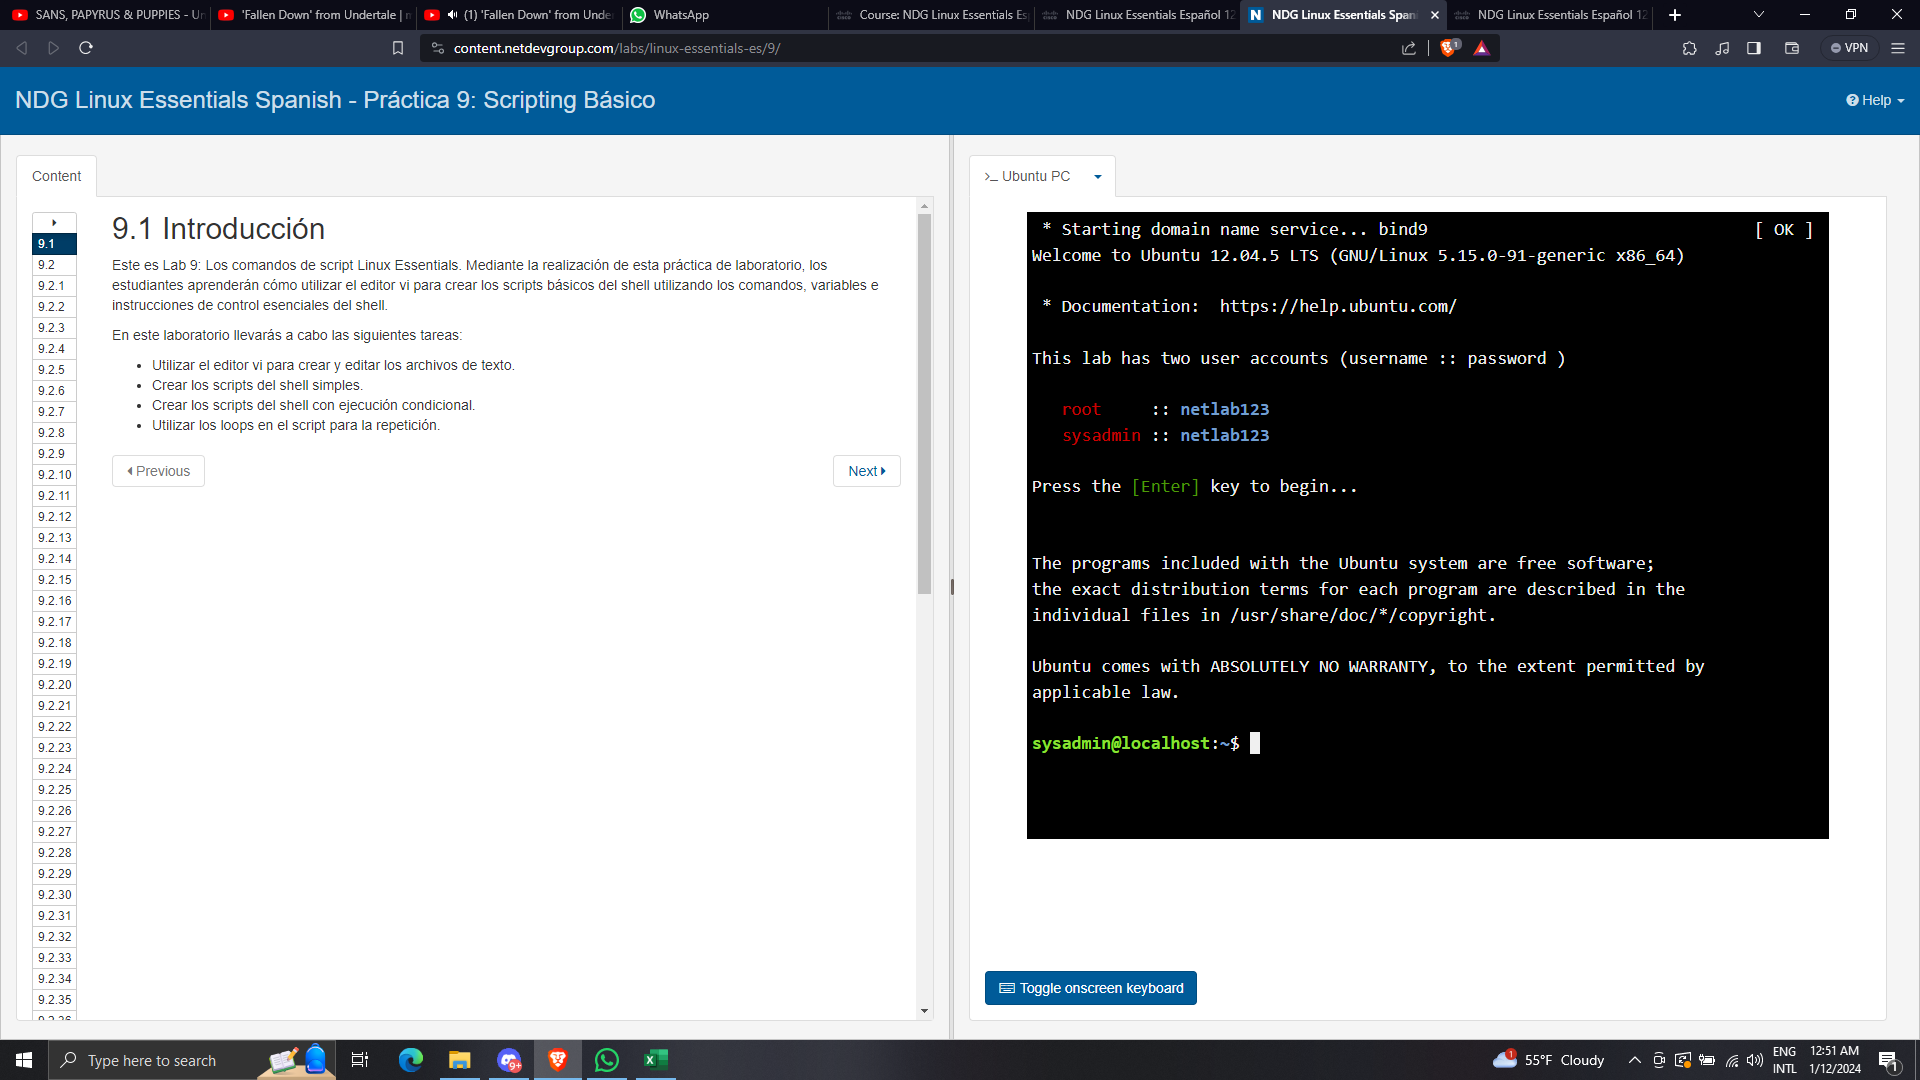 SANS, PAPYRUS & PUPPIES - Un
'Fallen Down' from Undertale |
(1) 'Fallen Down' from Unde
WhatsApp
Course: NDG Linux Essentials Es
NDG Linux Essentials Español 12
NDG Linux Essentials Span
NDG Linux Essentials Español 12
content.netdevgroup.com/labs/linux-essentials-es/9/
1
VPN
NDG Linux Essentials Spanish - Práctica 9: Scripting Básico
Help
Content
9.1
9.2
9.2.1
9.2.2
9.2.3
9.2.4
9.2.5
9.2.6
9.2.7
9.2.8
9.2.9
9.2.10
9.2.11
9.2.12
9.2.13
9.2.14
9.2.15
9.2.16
9.2.17
9.2.18
9.2.19
9.2.20
9.2.21
9.2.22
9.2.23
9.2.24
9.2.25
9.2.26
9.2.27
9.2.28
9.2.29
9.2.30
9.2.31
9.2.32
9.2.33
9.2.34
9.2.35
9.2.36
9.1 Introducción
Este es Lab 9: Los comandos de script Linux Essentials. Mediante la realización de esta práctica de laboratorio, los
estudiantes aprenderán cómo utilizar el editor vi para crear los scripts básicos del shell utilizando los comandos, variables e
instrucciones de control esenciales del shell.
En este laboratorio llevarás a cabo las siguientes tareas:
• Utilizar el editor vi para crear y editar los archivos de texto.
• Crear los scripts del shell simples.
• Crear los scripts del shell con ejecución condicional.
• Utilizar los loops en el script para la repetición.
Previous
Next
>_ Ubuntu PC
* Starting domain name service... bind9 [ OK ]
Welcome to Ubuntu 12.04.5 LTS (GNU/Linux 5.15.0-91-generic x86_64)
* Documentation: https://help.ubuntu.com/
This lab has two user accounts (username :: password )
root :: netlab123
sysadmin :: netlab123
Press the [Enter] key to begin...
The programs included with the Ubuntu system are free software;
the exact distribution terms for each program are described in the
individual files in /usr/share/doc/*/copyright.
Ubuntu comes with ABSOLUTELY NO WARRANTY, to the extent permitted by
applicable law.
sysadmin@localhost:~$
Toggle onscreen keyboard
Type here to search
9+
1
55°F Cloudy
ENG
INTL
12:51 AM
1/12/2024
1